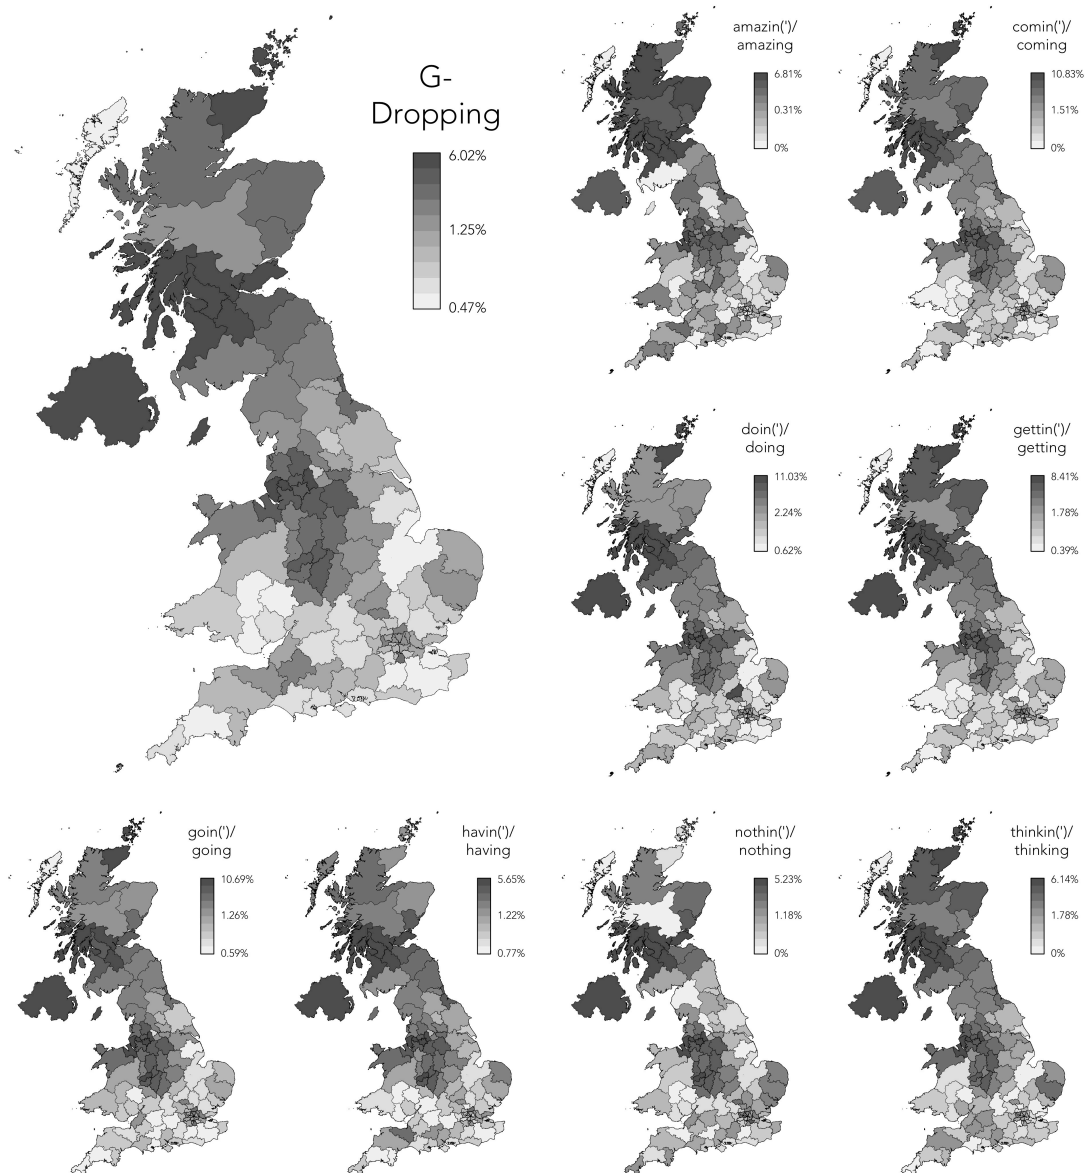 G-
Dropping
6.02%
1.25%
0.47%
amazin(')/
amazing
6.81%
0.31%
0%
comin(')/
coming
10.83%
1.51%
0%
doin(')/
doing
11.03%
2.24%
0.62%
gettin(')/
getting
8.41%
1.78%
0.39%
goin(')/
going
10.69%
1.26%
0.59%
havin(')/
having
5.65%
1.22%
0.77%
nothin(')/
nothing
5.23%
1.18%
0%
thinkin(')/
thinking
6.14%
1.78%
0%